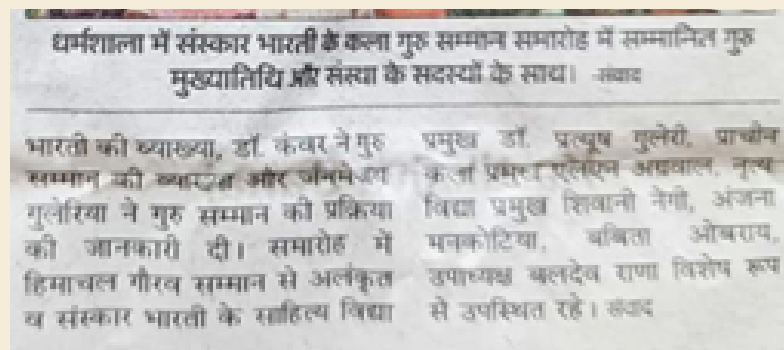 धर्मशाला में संस्कार भारती के कला गुरु सम्मान समारोह में सम्मानित गुरु
मुख्यातिथि और संस्था के सदस्यों के साथ। संवाद
भारती की व्याख्या, डॉ. कंवर ने गुरु
सम्मान की व्याख्या और जनमेजय
गुलेरिया ने गुरु सम्मान की प्रक्रिया
की जानकारी दी। समारोह में
हिमाचल गौरव सम्मान से अलंकृत
व संस्कार भारती के साहित्य विद्या
प्रमुख डॉ. प्रत्यूष गुलेरी, प्राचीन
कला प्रमुख एलएन अग्रवाल, नृत्य
विद्या प्रमुख शिवानी नेगी, अंजना
मनकोटिया, बबिता ओबराय,
उपाध्यक्ष बलदेव राणा विशेष रूप
से उपस्थित रहे। संवाद